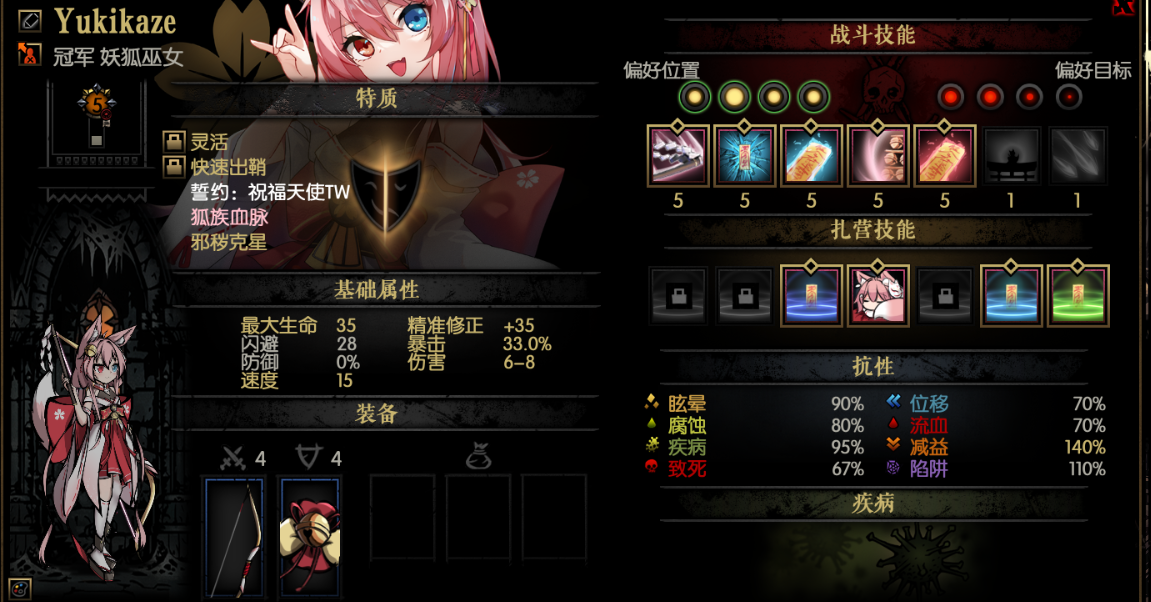 Yukikaze
冠军 妖狐巫女
5
特质
灵活
快速出鞘
誓约：祝福天使TW
狐族血脉
邪秽克星
基础属性
最大生命 35 精准修正 +35
闪避 28 暴击 33.0%
防御 0% 伤害 6-8
速度 15
装备
4 4
战斗技能
偏好位置 偏好目标
5 5 5 5 5 1 1
扎营技能
抗性
眩晕 90% 位移 70%
腐蚀 80% 流血 70%
疾病 95% 减益 140%
致死 67% 陷阱 110%
疾病